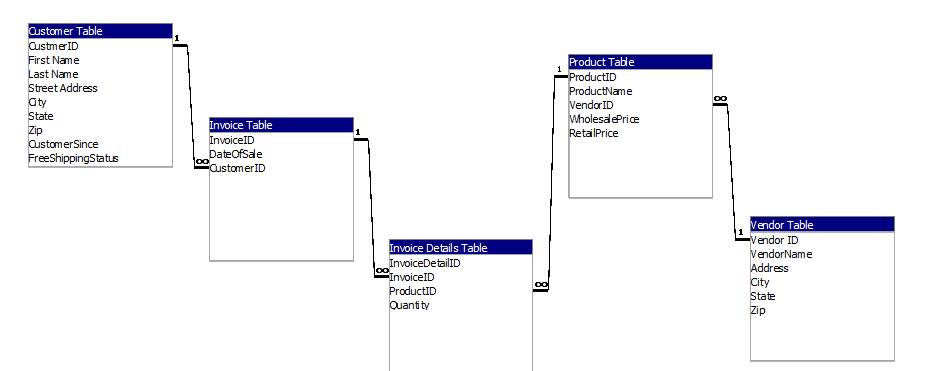 Customer Table
CustmerID
First Name
Last Name
Street Address
City
State
Zip
CustomerSince
FreeShippingStatus
1
∞
Invoice Table
InvoiceID
DateOfSale
CustomerID
1
∞
Invoice Details Table
InvoiceDetailID
InvoiceID
ProductID
Quantity
∞
1
Product Table
ProductID
ProductName
VendorID
WholesalePrice
RetailPrice
∞
1
Vendor Table
Vendor ID
VendorName
Address
City
State
Zip